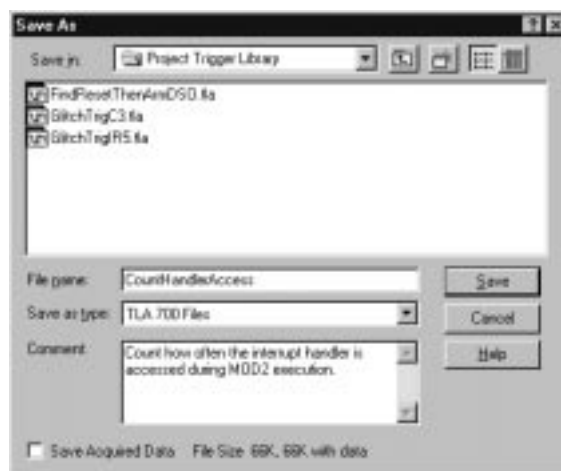 Save As
Save in: Project Trigger Library
FindResetThenArmDSO.tla
GlitchTrigC3.tla
GlitchTrigIR5.tla
File name: CountHandlerAccess Save
Save as type: TLA 700 Files Cancel
Comment: Count how often the interrupt handler is Help
accessed during MOD2 execution.
Save Acquired Data File Size: 66K, 66K with data